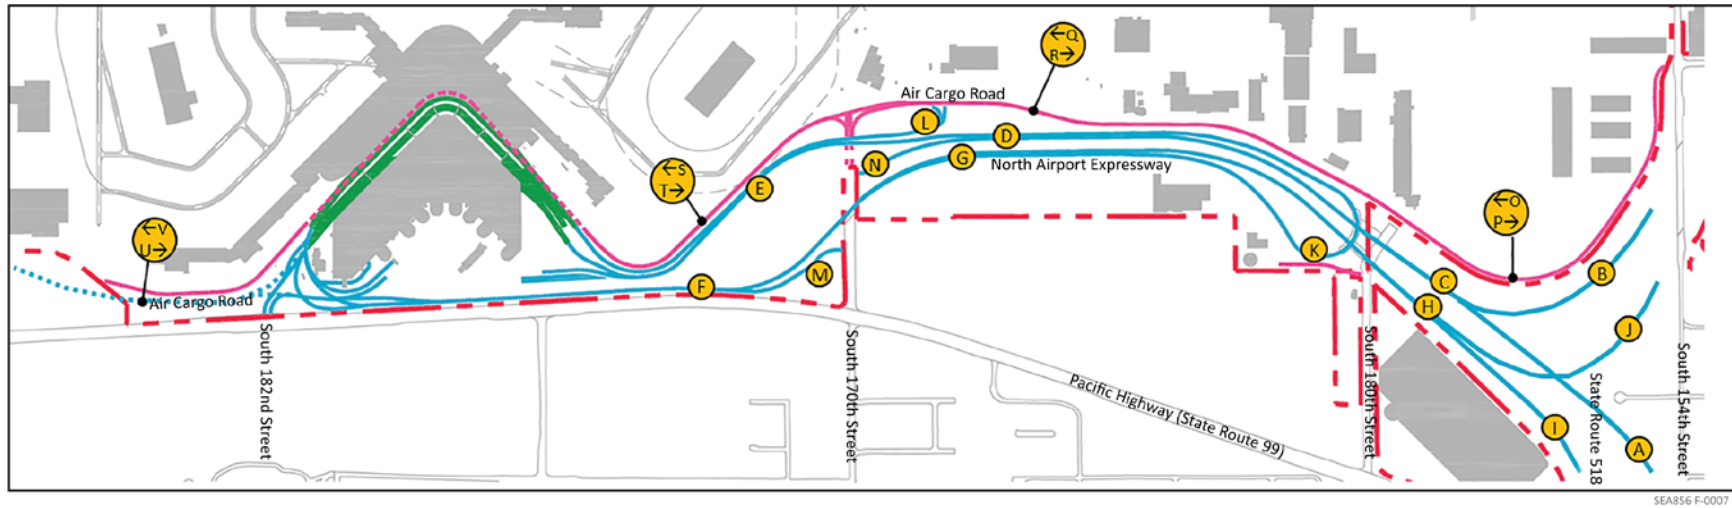 ←Q
R→
Air Cargo Road
L
D
N
G
North Airport Expressway
←S
T→
E
←V
U→
Air Cargo Road
F
M
K
←O
P→
B
C
H
J
I
A
South 182nd Street
South 170th Street
Pacific Highway (State Route 99)
South 180th Street
State Route 518
South 154th Street
SEA856 F-0007